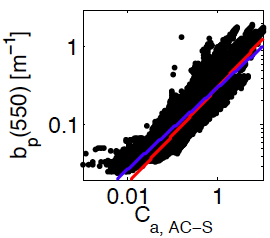 1
0.1
b_p(550) [m⁻¹]
0.01
1
C_a, AC−S